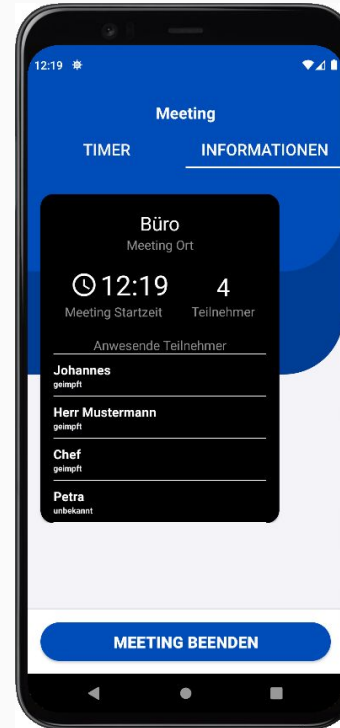 12:19
Meeting
TIMER INFORMATIONEN
Büro
Meeting Ort
12:19 4
Meeting Startzeit Teilnehmer
Anwesende Teilnehmer
Johannes
geimpft
Herr Mustermann
geimpft
Chef
geimpft
Petra
unbekannt
MEETING BEENDEN